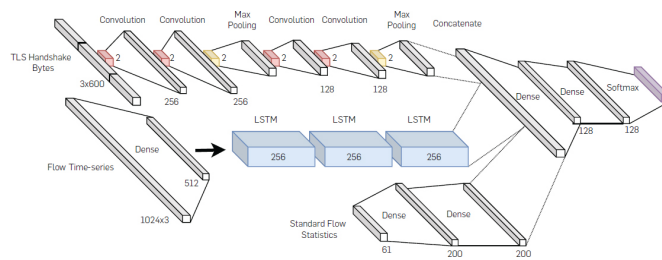 Convolution
Convolution
Max
Pooling
Convolution
Convolution
Max
Pooling
Concatenate
TLS Handshake
Bytes
3x600
2
2
2
2
2
2
256
256
128
128
Flow Time-series
Dense
512
1024x3
LSTM
LSTM
LSTM
256
256
256
Dense
Dense
Softmax
128
128
Standard Flow
Statistics
Dense
Dense
61
200
200